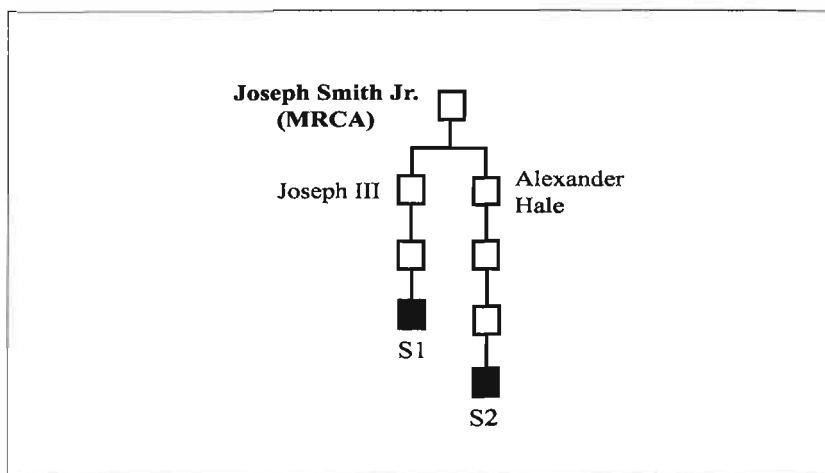 Joseph Smith Jr.
(MRCA)
Joseph III
Alexander
Hale
S1
S2